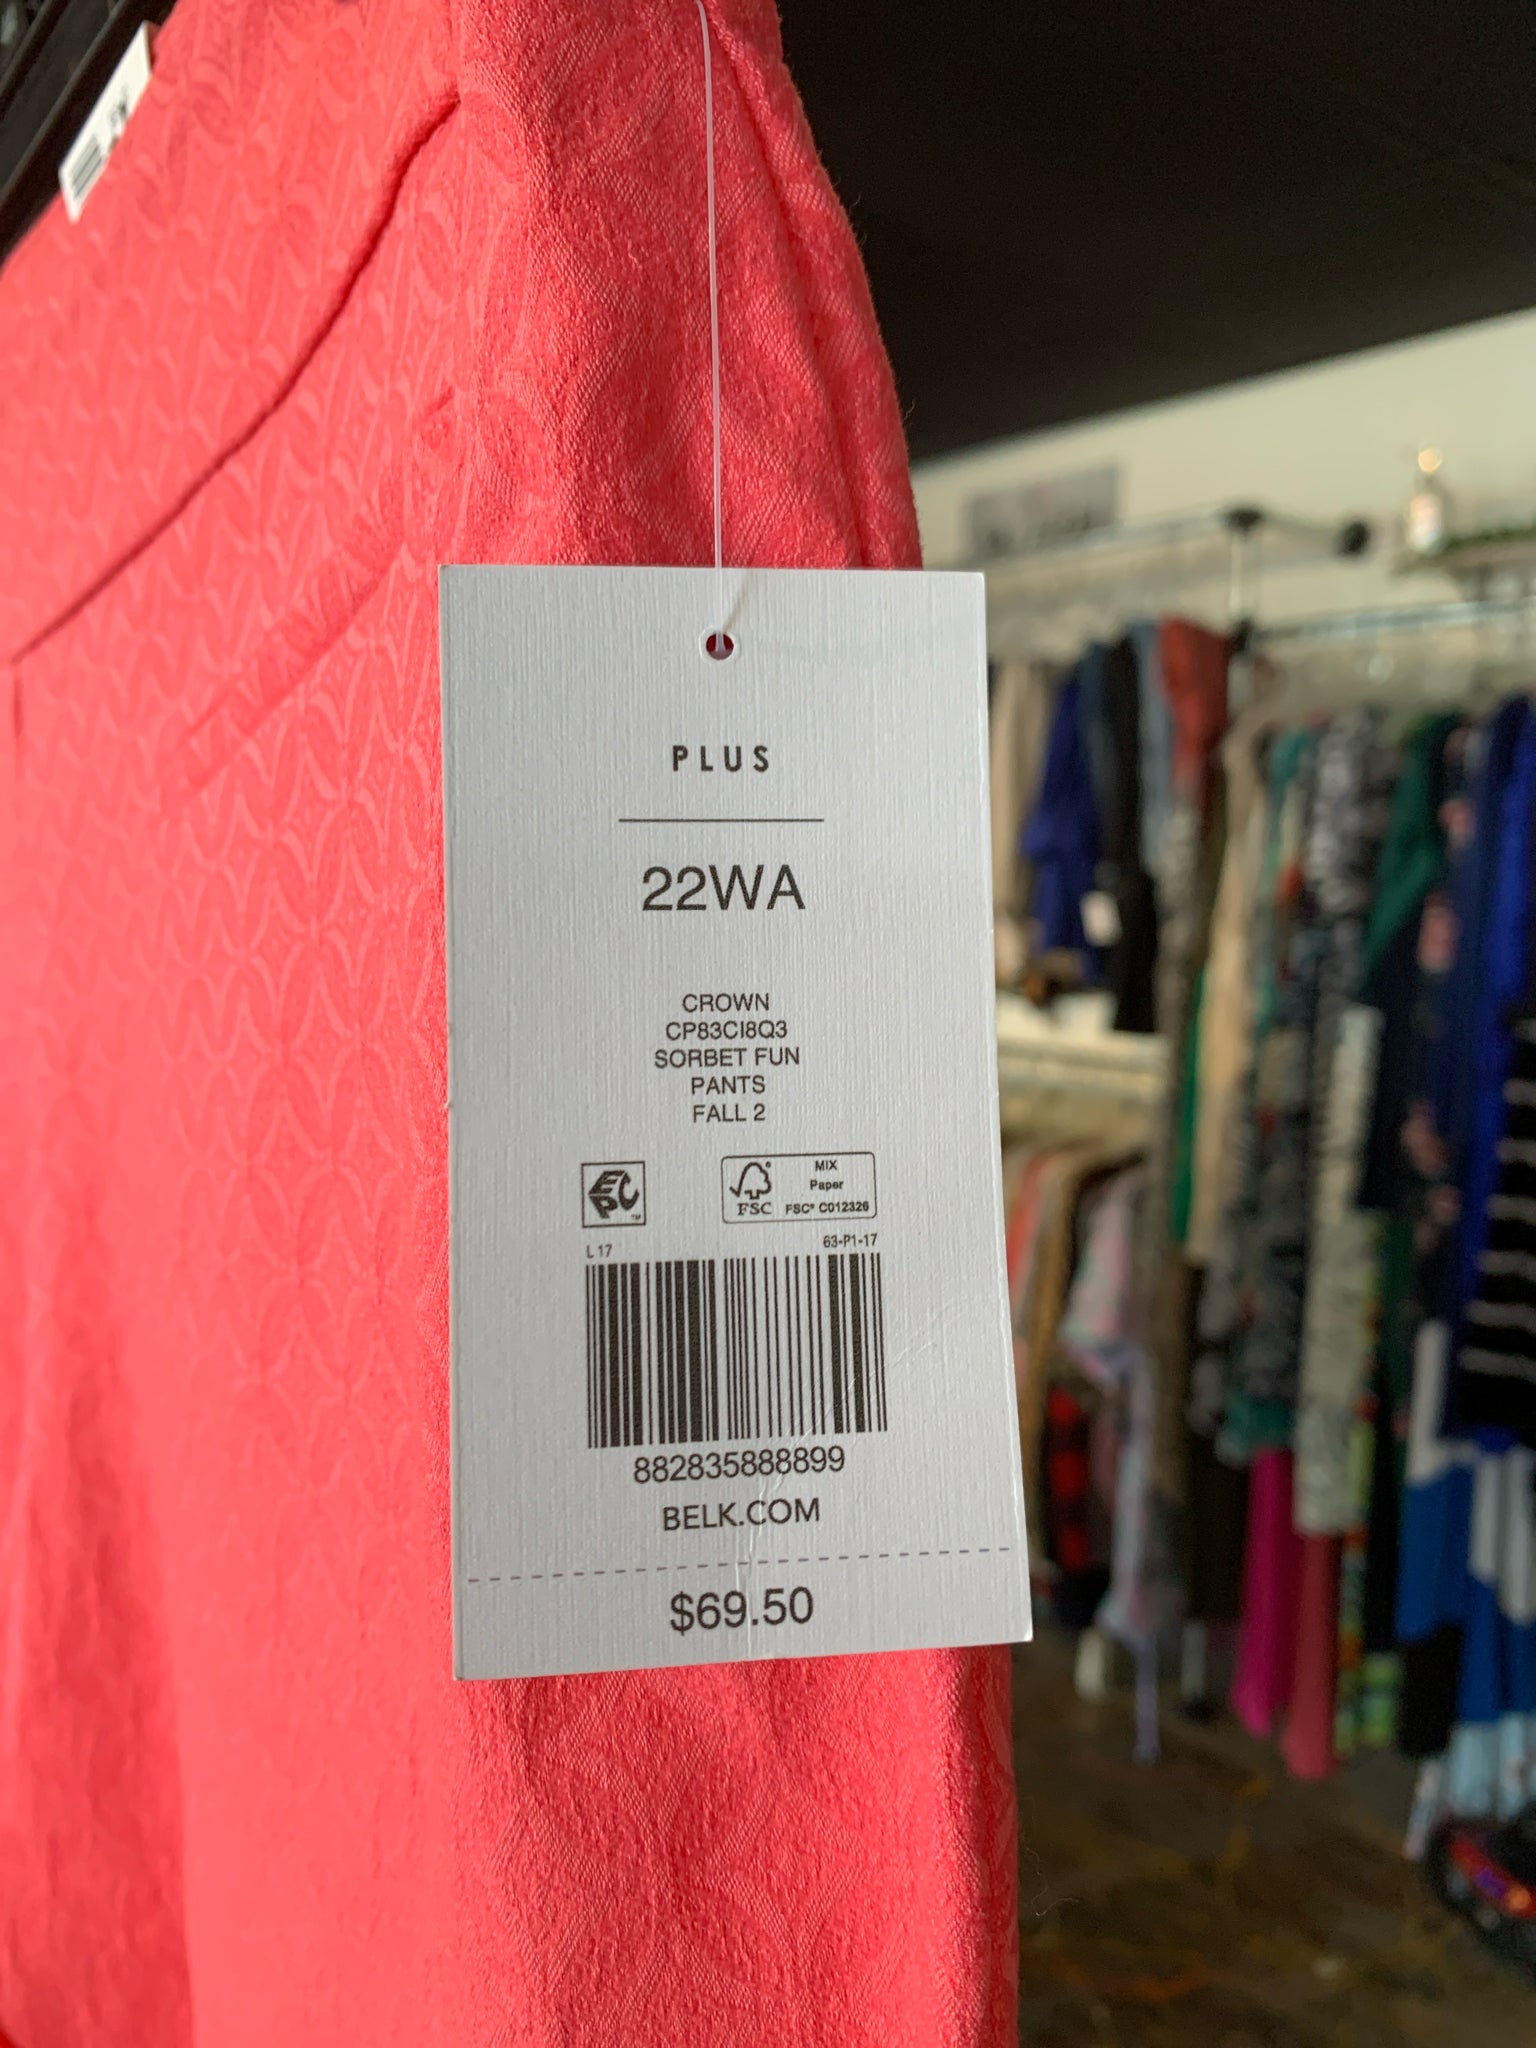 PLUS
22WA
CROWN
CP83CI8Q3
SORBET FUN
PANTS
FALL 2
EPC™
FSC®
MIX
Paper
FSC® C012326
L 17
63-P1-17
882835888899
BELK.COM
$69.50